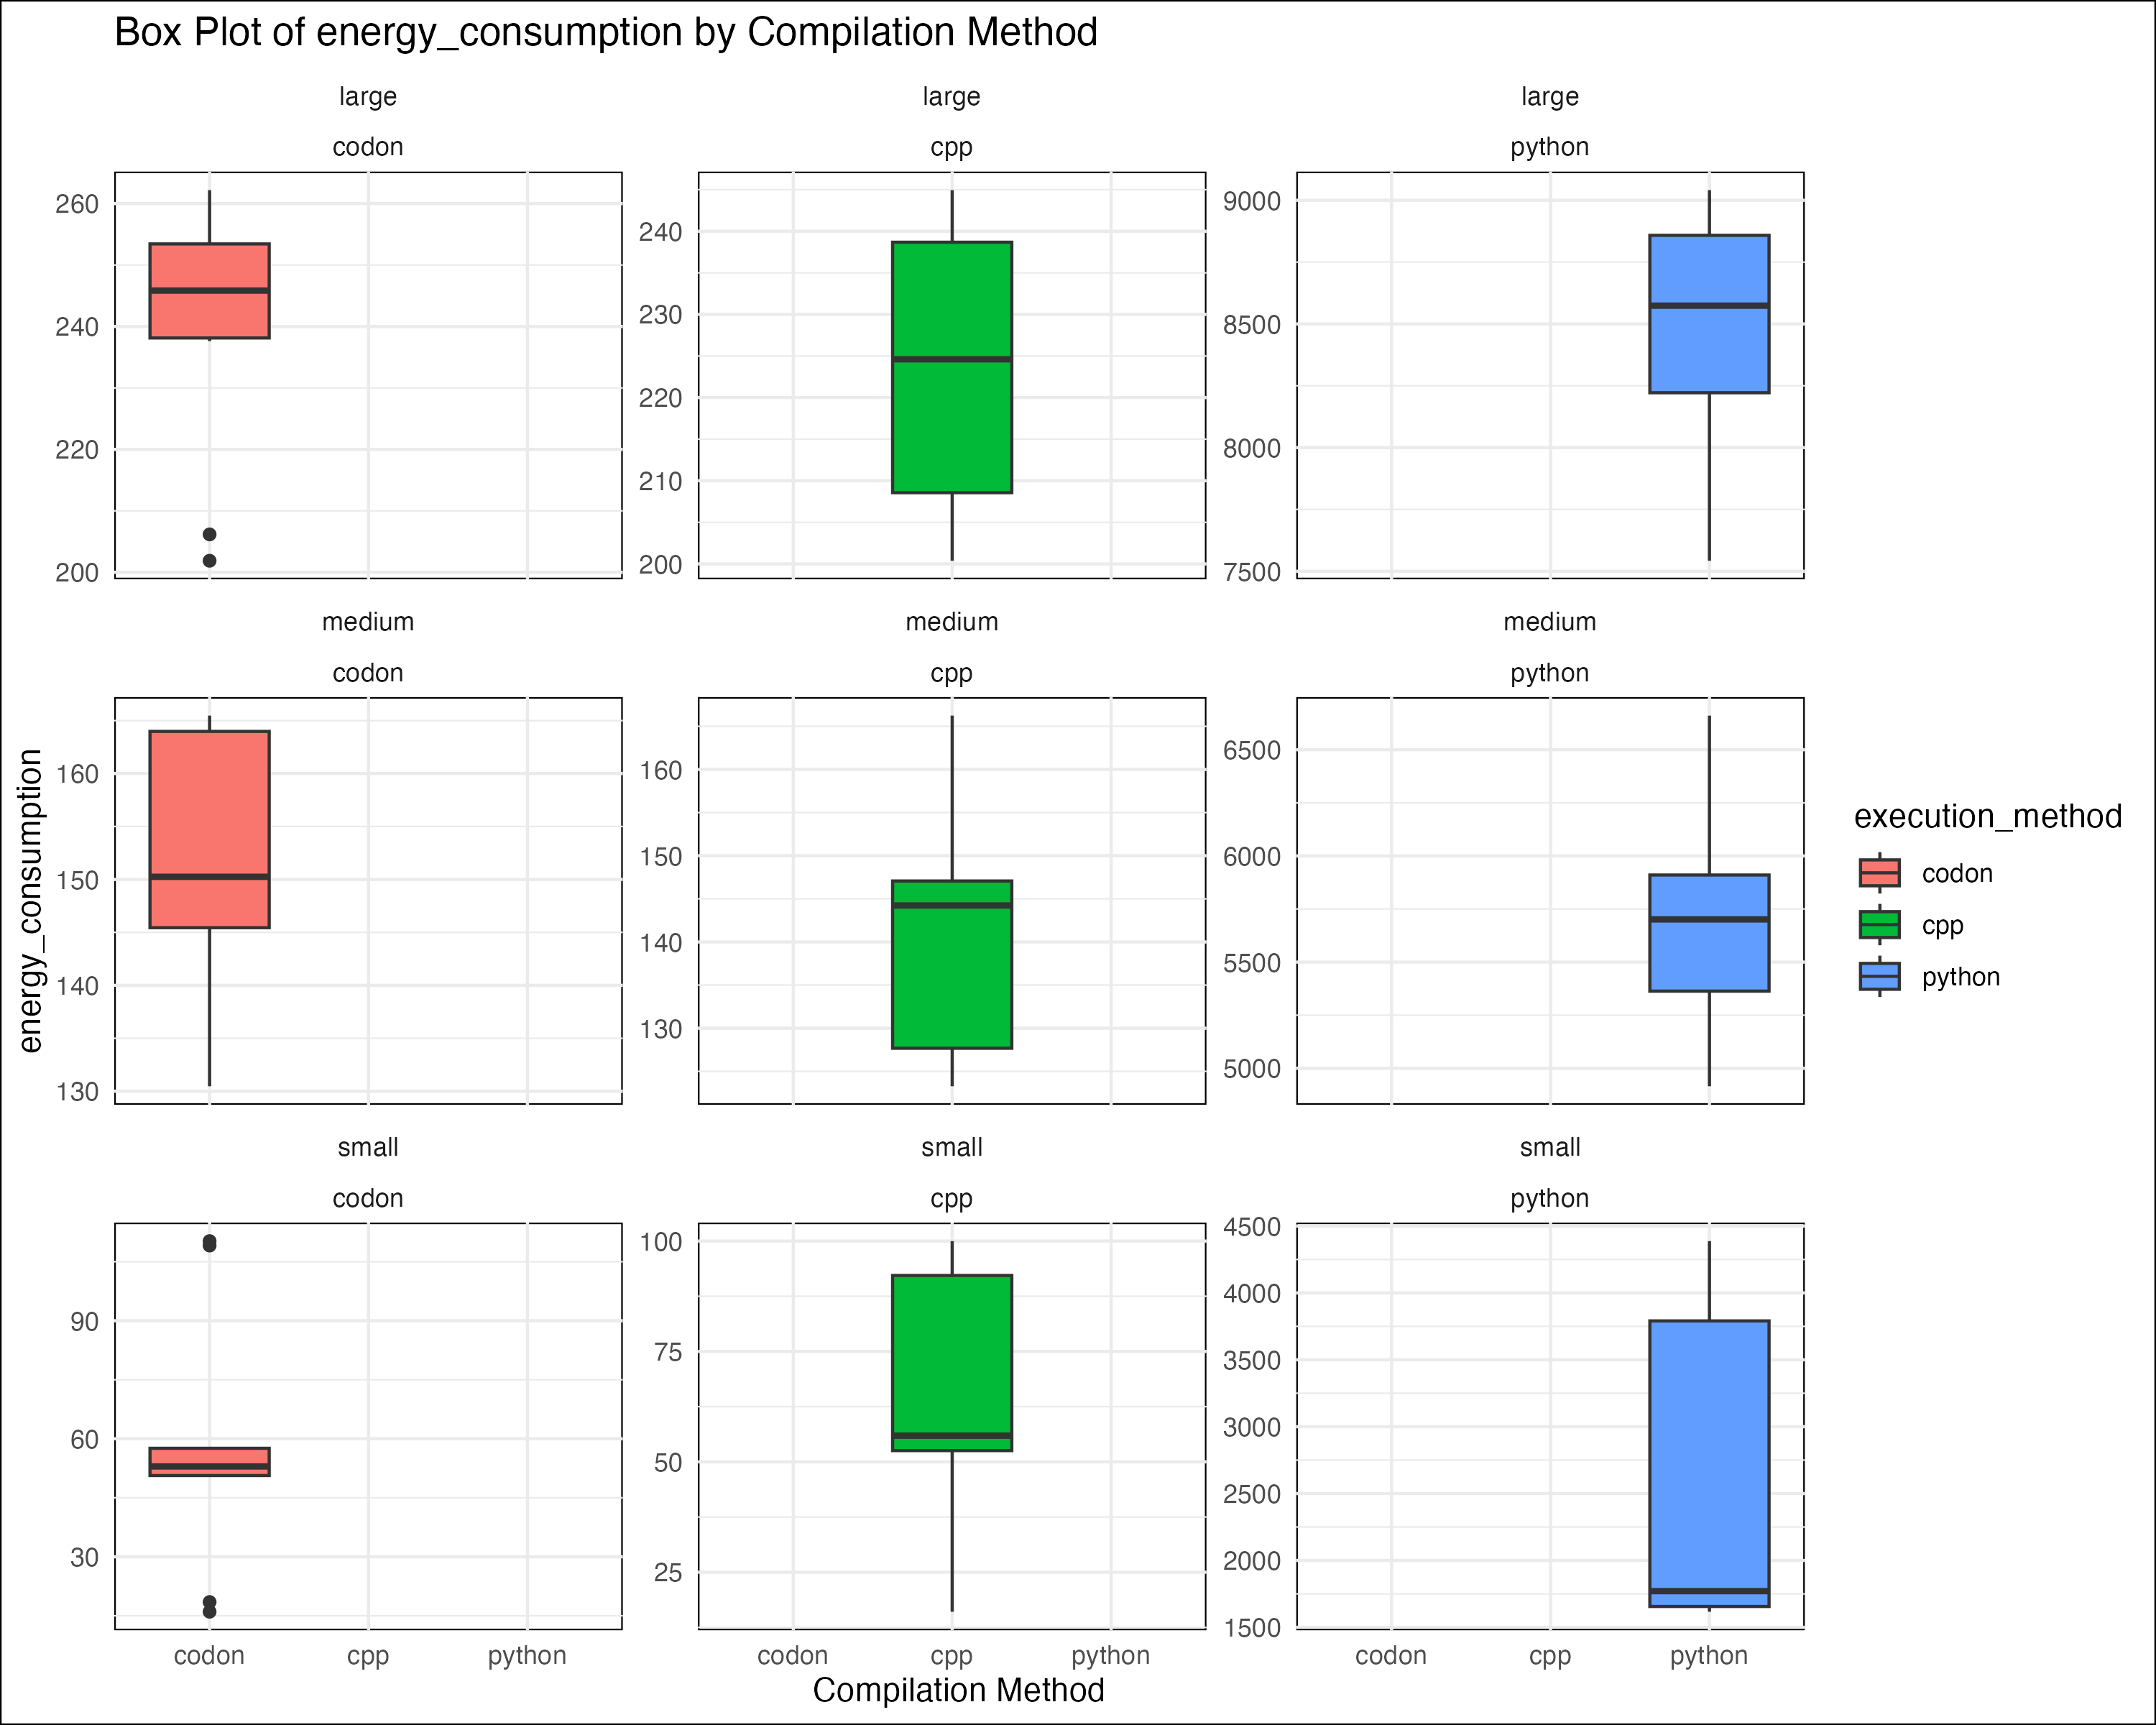 Box Plot of energy_consumption by Compilation Method
large
large
large
codon
cpp
python
260
240
220
200
240
230
220
210
200
9000
8500
8000
7500
medium
medium
medium
codon
cpp
python
160
150
140
130
160
150
140
130
6500
6000
5500
5000
small
small
small
codon
cpp
python
90
60
30
100
75
50
25
4500
4000
3500
3000
2500
2000
1500
codon cpp python
codon cpp python
codon cpp python
Compilation Method
energy_consumption
execution_method
codon
cpp
python